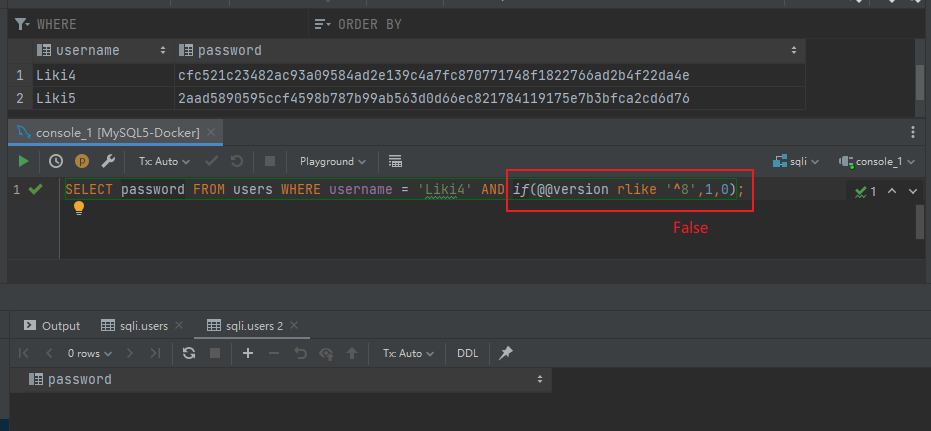 WHERE ORDER BY
username password
1 Liki4 cfc521c23482ac93a09584ad2e139c4a7fc870771748f1822766ad2b4f22da4e
2 Liki5 2aad5890595ccf4598b787b99ab563d0d66ec821784119175e7b3bfca2cd6d76
console_1 [MySQL5-Docker]
p Tx: Auto Playground sqli console_1
1 SELECT password FROM users WHERE username = 'Liki4' AND if(@@version rlike '^8',1,0); 1
False
Output sqli.users sqli.users 2
0 rows Tx: Auto DDL
password